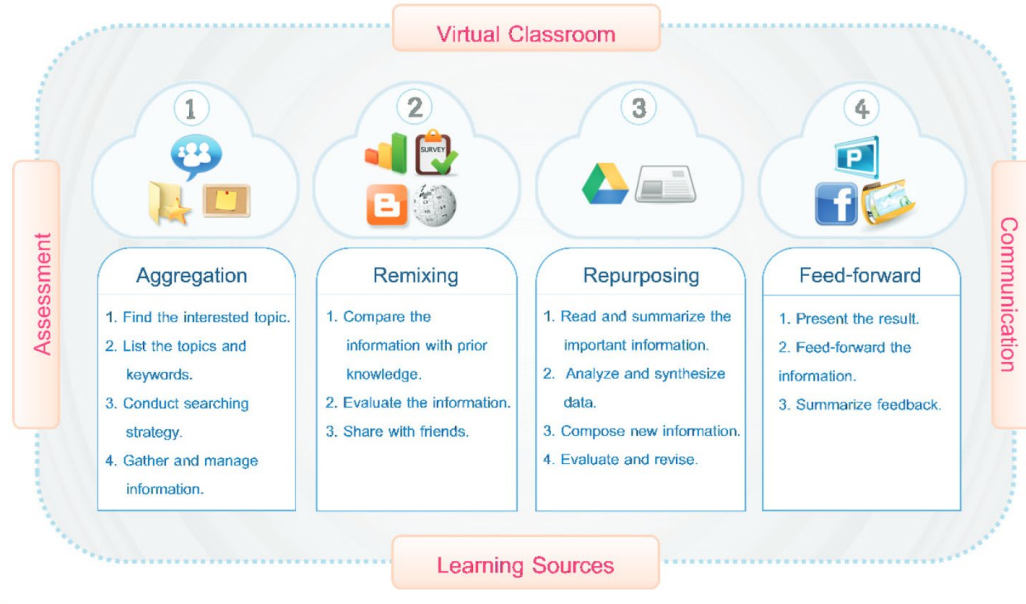 Virtual Classroom
1
2
3
4
SURVEY
B
W
P
f
Assessment
Communication
Aggregation
1. Find the interested topic.
2. List the topics and
keywords.
3. Conduct searching
strategy.
4. Gather and manage
information.
Remixing
1. Compare the
information with prior
knowledge.
2. Evaluate the information.
3. Share with friends.
Repurposing
1. Read and summarize the
important information.
2. Analyze and synthesize
data.
3. Compose new information.
4. Evaluate and revise.
Feed-forward
1. Present the result.
2. Feed-forward the
information.
3. Summarize feedback.
Learning Sources